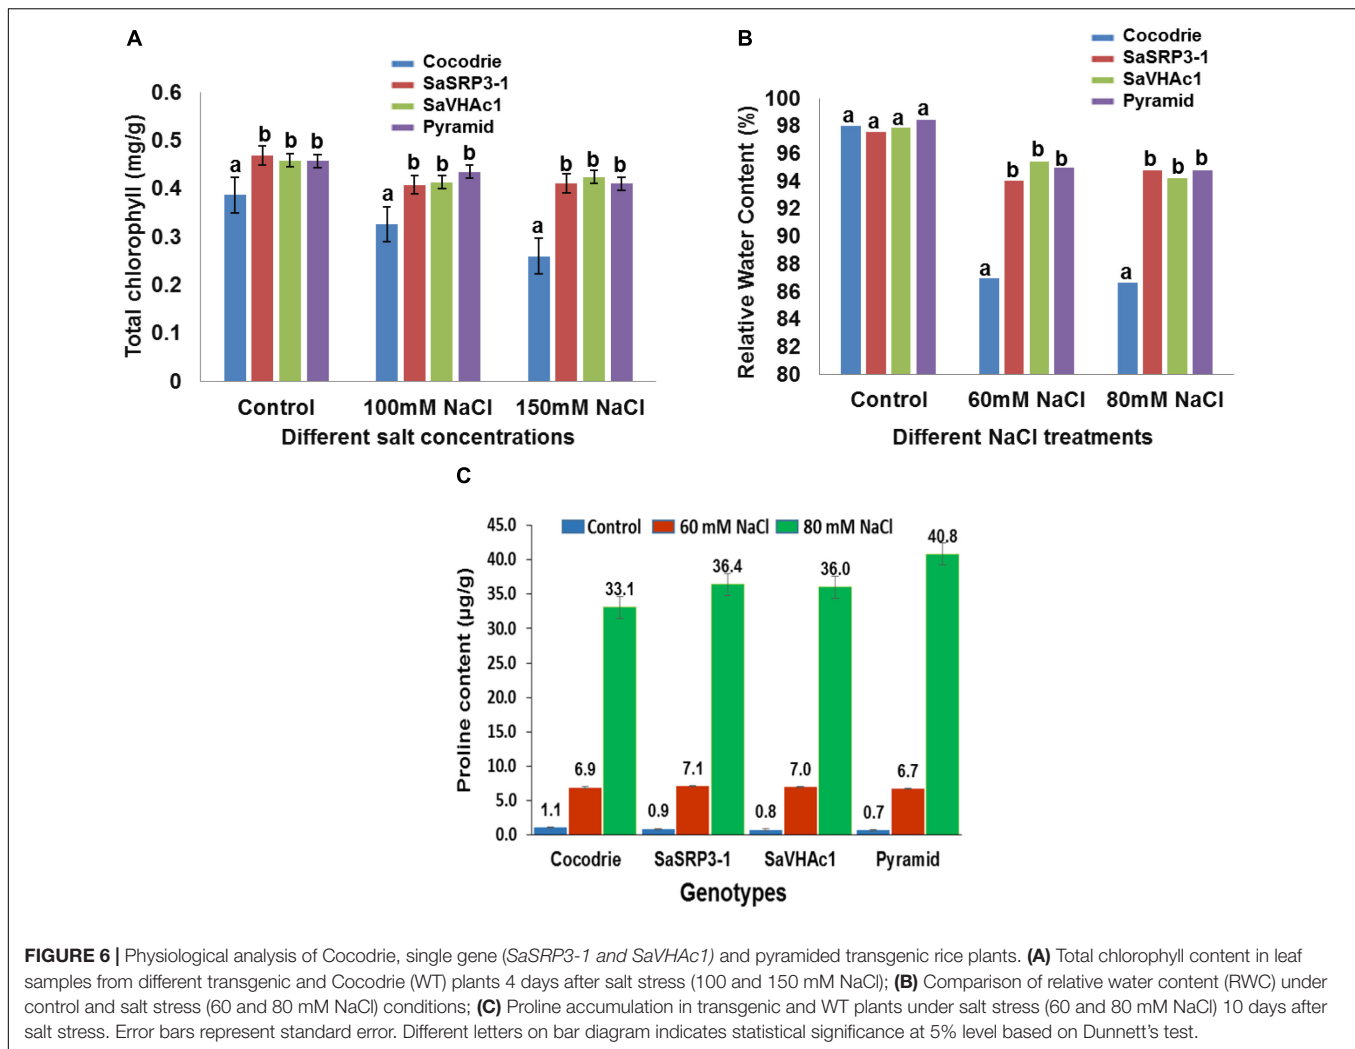 A
Cocodrie
SaSRP3-1
SaVHAc1
Pyramid
Total chlorophyll (mg/g)
0.6
0.5
0.4
0.3
0.2
0.1
0
a b b b
a b b b
a b b b
Control 100mM NaCl 150mM NaCl
Different salt concentrations
B
Cocodrie
SaSRP3-1
SaVHAc1
Pyramid
Relative Water Content (%)
100
98
96
94
92
90
88
86
84
82
80
a a a a
a b b b
a b b b
Control 60mM NaCl 80mM NaCl
Different NaCl treatments
C
Control 60 mM NaCl 80 mM NaCl
Proline content (μg/g)
45.0
40.0
35.0
30.0
25.0
20.0
15.0
10.0
5.0
0.0
1.1 6.9 33.1
0.9 7.1 36.4
0.8 7.0 36.0
0.7 6.7 40.8
Cocodrie SaSRP3-1 SaVHAc1 Pyramid
Genotypes
FIGURE 6 | Physiological analysis of Cocodrie, single gene (SaSRP3-1 and SaVHAc1) and pyramided transgenic rice plants. (A) Total chlorophyll content in leaf
samples from different transgenic and Cocodrie (WT) plants 4 days after salt stress (100 and 150 mM NaCl); (B) Comparison of relative water content (RWC) under
control and salt stress (60 and 80 mM NaCl) conditions; (C) Proline accumulation in transgenic and WT plants under salt stress (60 and 80 mM NaCl) 10 days after
salt stress. Error bars represent standard error. Different letters on bar diagram indicates statistical significance at 5% level based on Dunnett's test.